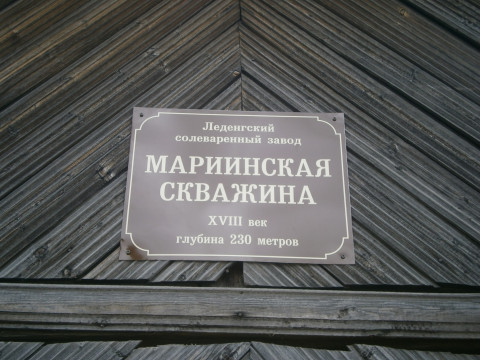 Леденгский
солеваренный завод
МАРИИНСКАЯ
СКВАЖИНА
XVIII век
глубина 230 метров